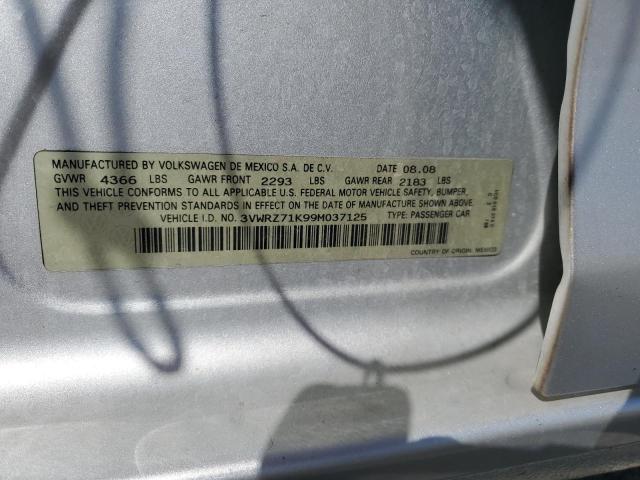 MANUFACTURED BY VOLKSWAGEN DE MEXICO S.A. DE C.V. DATE 08.08
GVWR 4366 LBS GAWR FRONT 2293 LBS GAWR REAR 2183 LBS
THIS VEHICLE CONFORMS TO ALL APPLICABLE U.S. FEDERAL MOTOR VEHICLE SAFETY, BUMPER,
AND THEFT PREVENTION STANDARDS IN EFFECT ON THE DATE OF MANUFACTURE SHOWN ABOVE.
VEHICLE I.D. NO. 3VWRZ71K99M037125 TYPE: PASSENGER CAR
COUNTRY OF ORIGIN: MEXICO